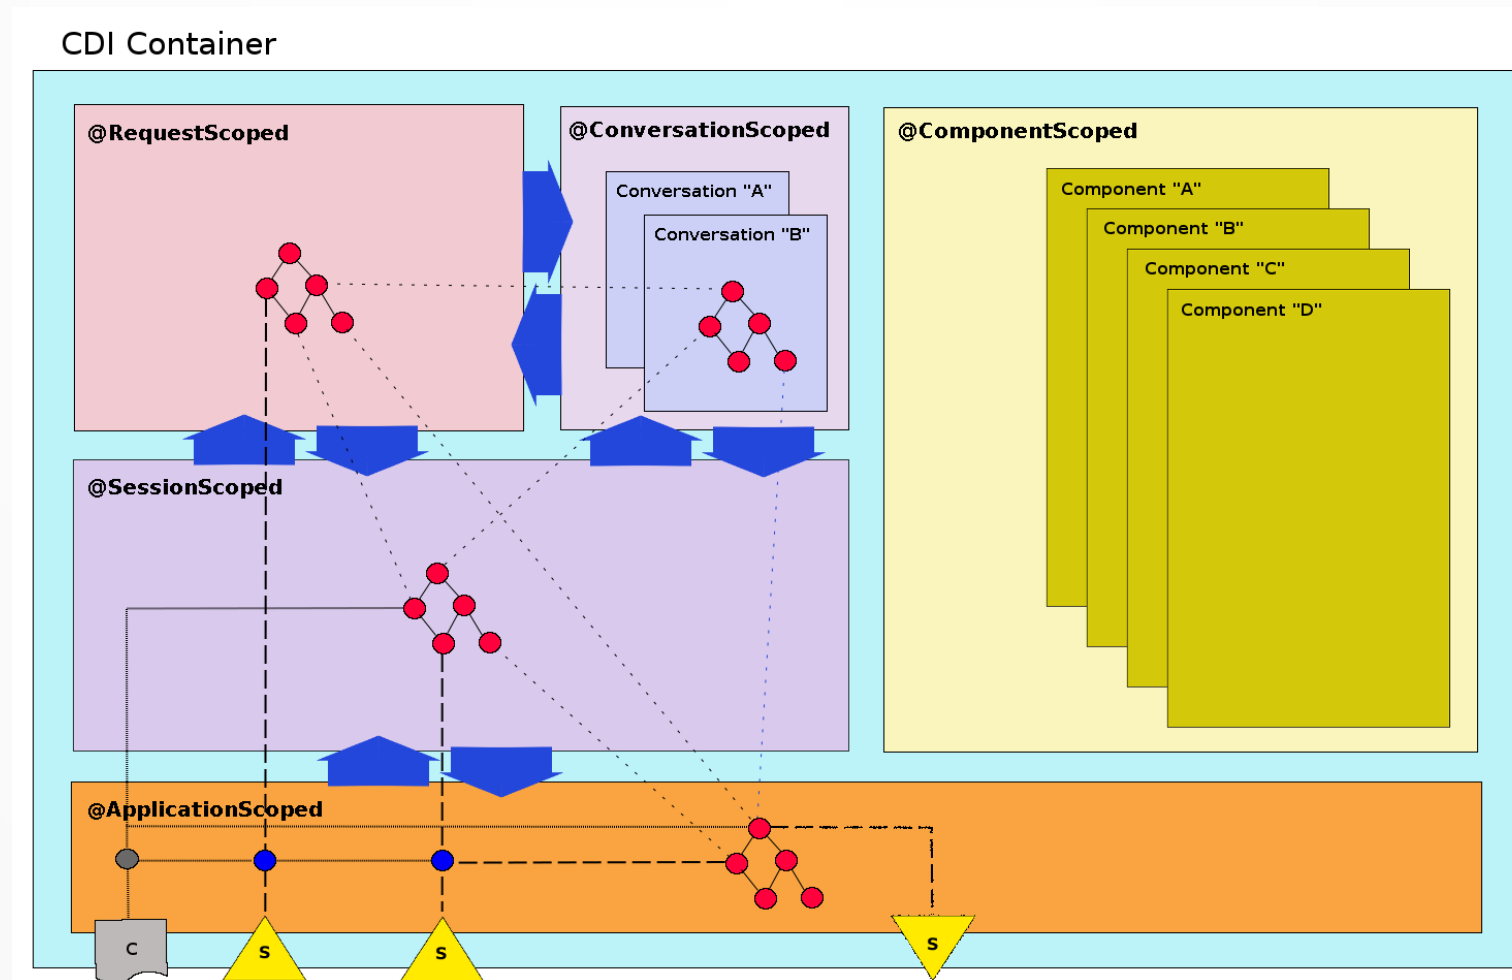 CDI Container
@RequestScoped
@ConversationScoped
Conversation "A"
Conversation "B"
@ComponentScoped
Component "A"
Component "B"
Component "C"
Component "D"
@SessionScoped
@ApplicationScoped
C
S
S
S